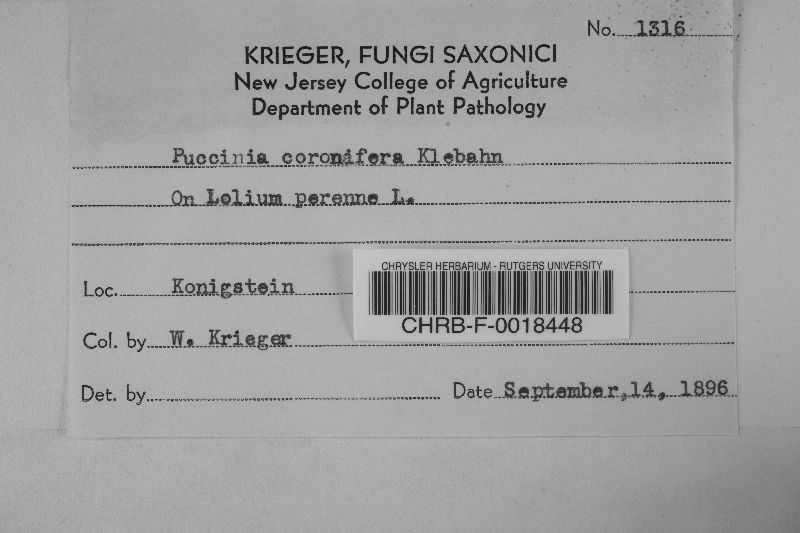 No. 1316
KRIEGER, FUNGI SAXONICI
New Jersey College of Agriculture
Department of Plant Pathology
Puccinia coronifera Klebahn
On Lolium perenne L.
CHRYSLER HERBARIUM - RUTGERS UNIVERSITY
Loc. Konigstein
CHRB-F-0018448
Col. by W. Krieger
Det. by Date September,14, 1896